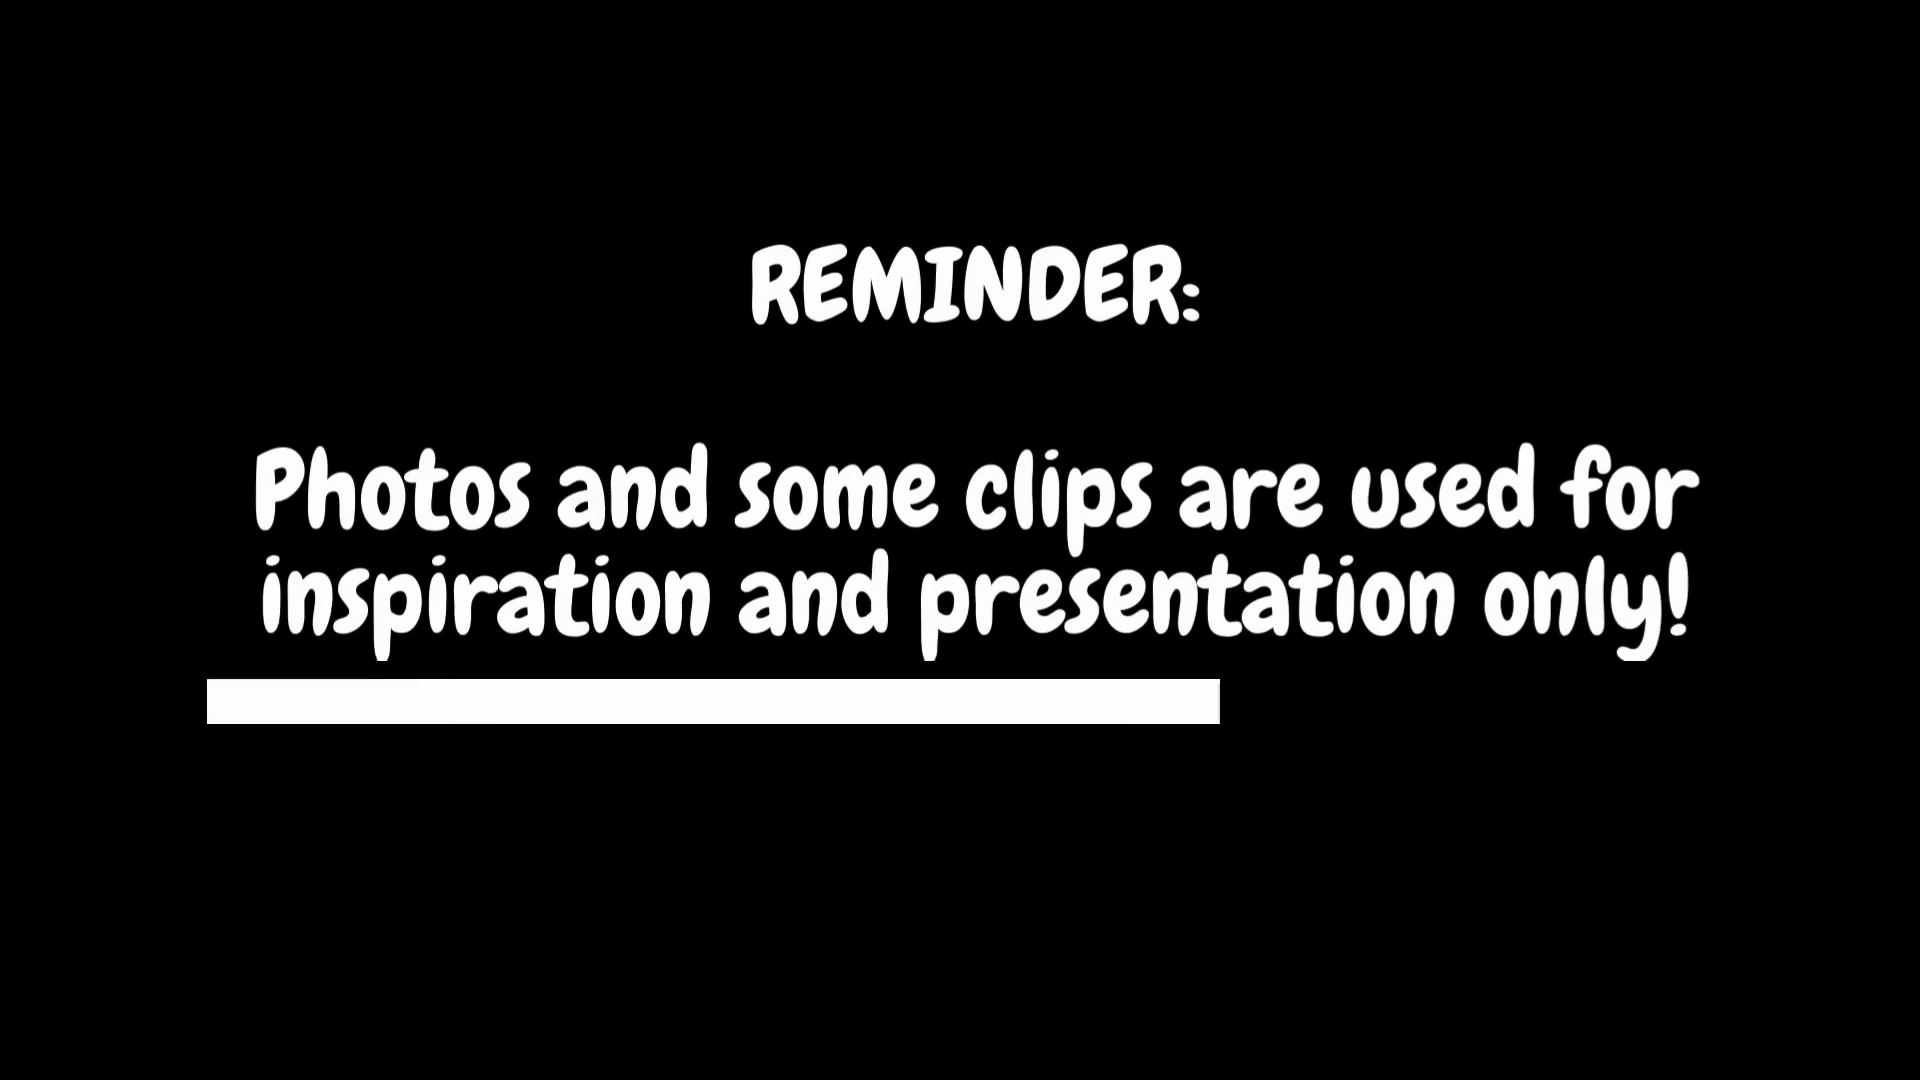 REMINDER:
Photos and some clips are used for
inspiration and presentation only!